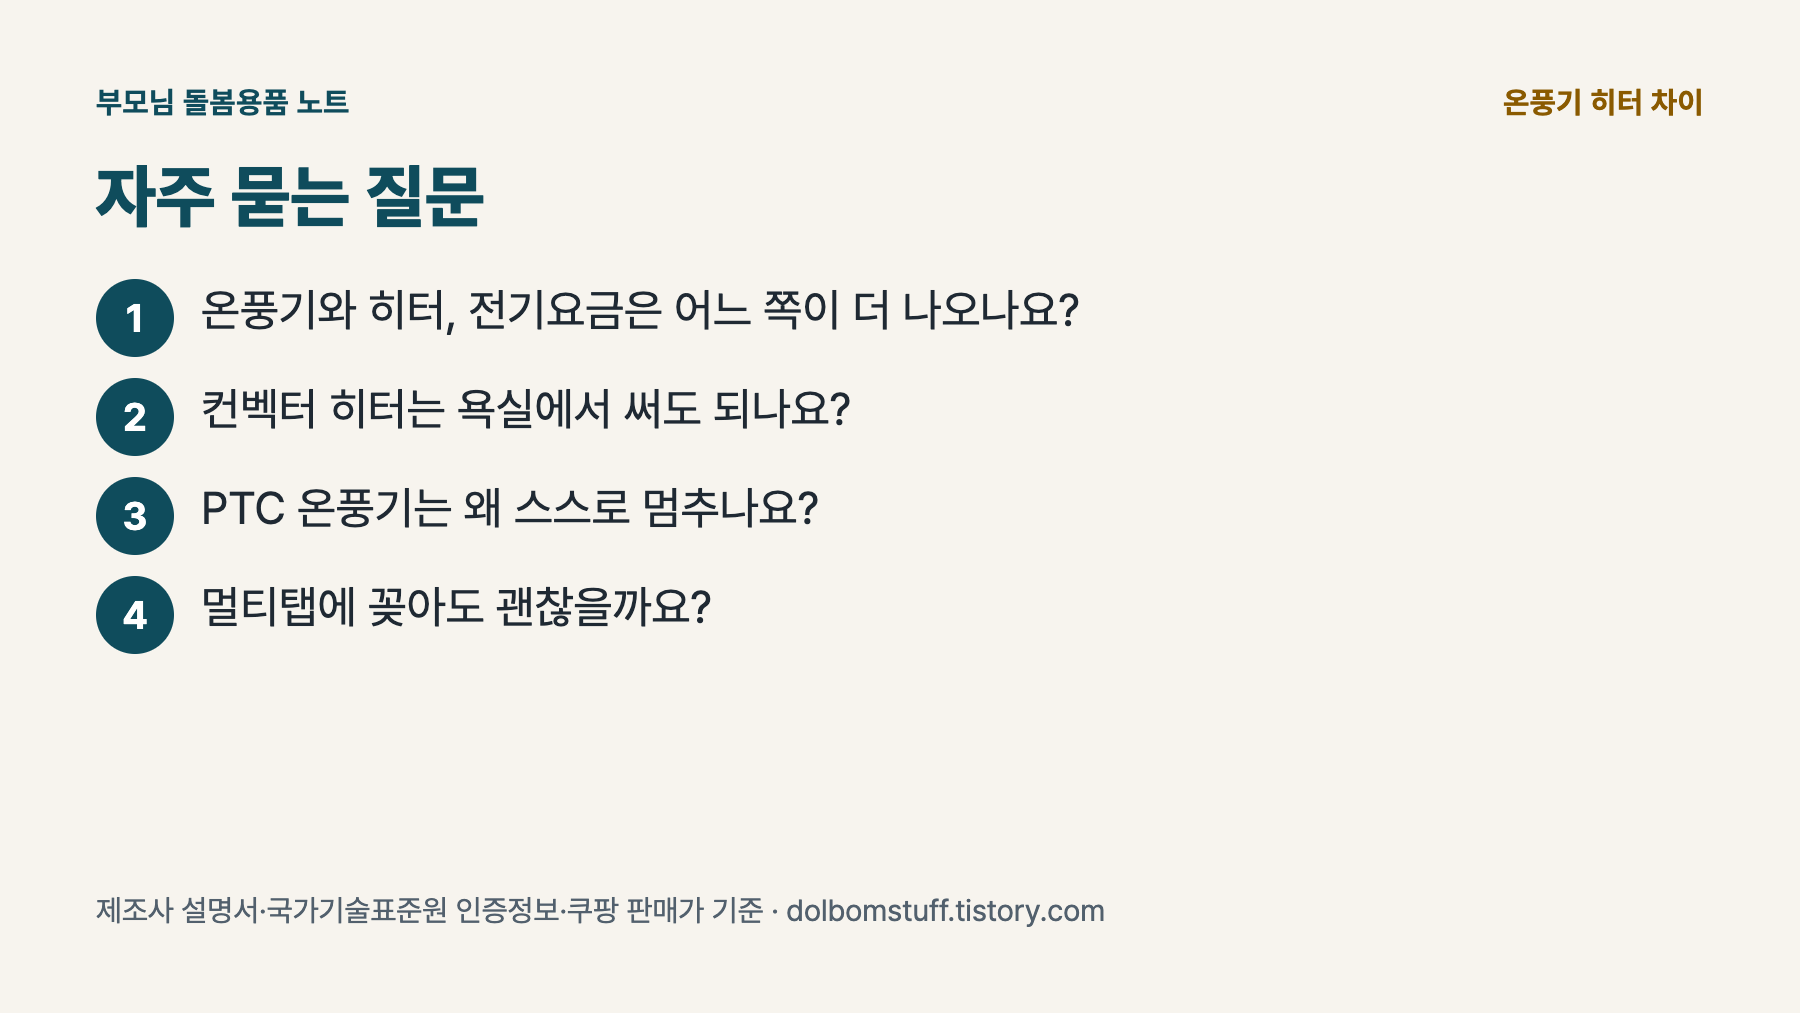 부모님 돌봄용품 노트
온풍기 히터 차이
자주 묻는 질문
1 온풍기와 히터, 전기요금은 어느 쪽이 더 나오나요?
2 컨벡터 히터는 욕실에서 써도 되나요?
3 PTC 온풍기는 왜 스스로 멈추나요?
4 멀티탭에 꽂아도 괜찮을까요?
제조사 설명서·국가기술표준원 인증정보·쿠팡 판매가 기준 · dolbomstuff.tistory.com